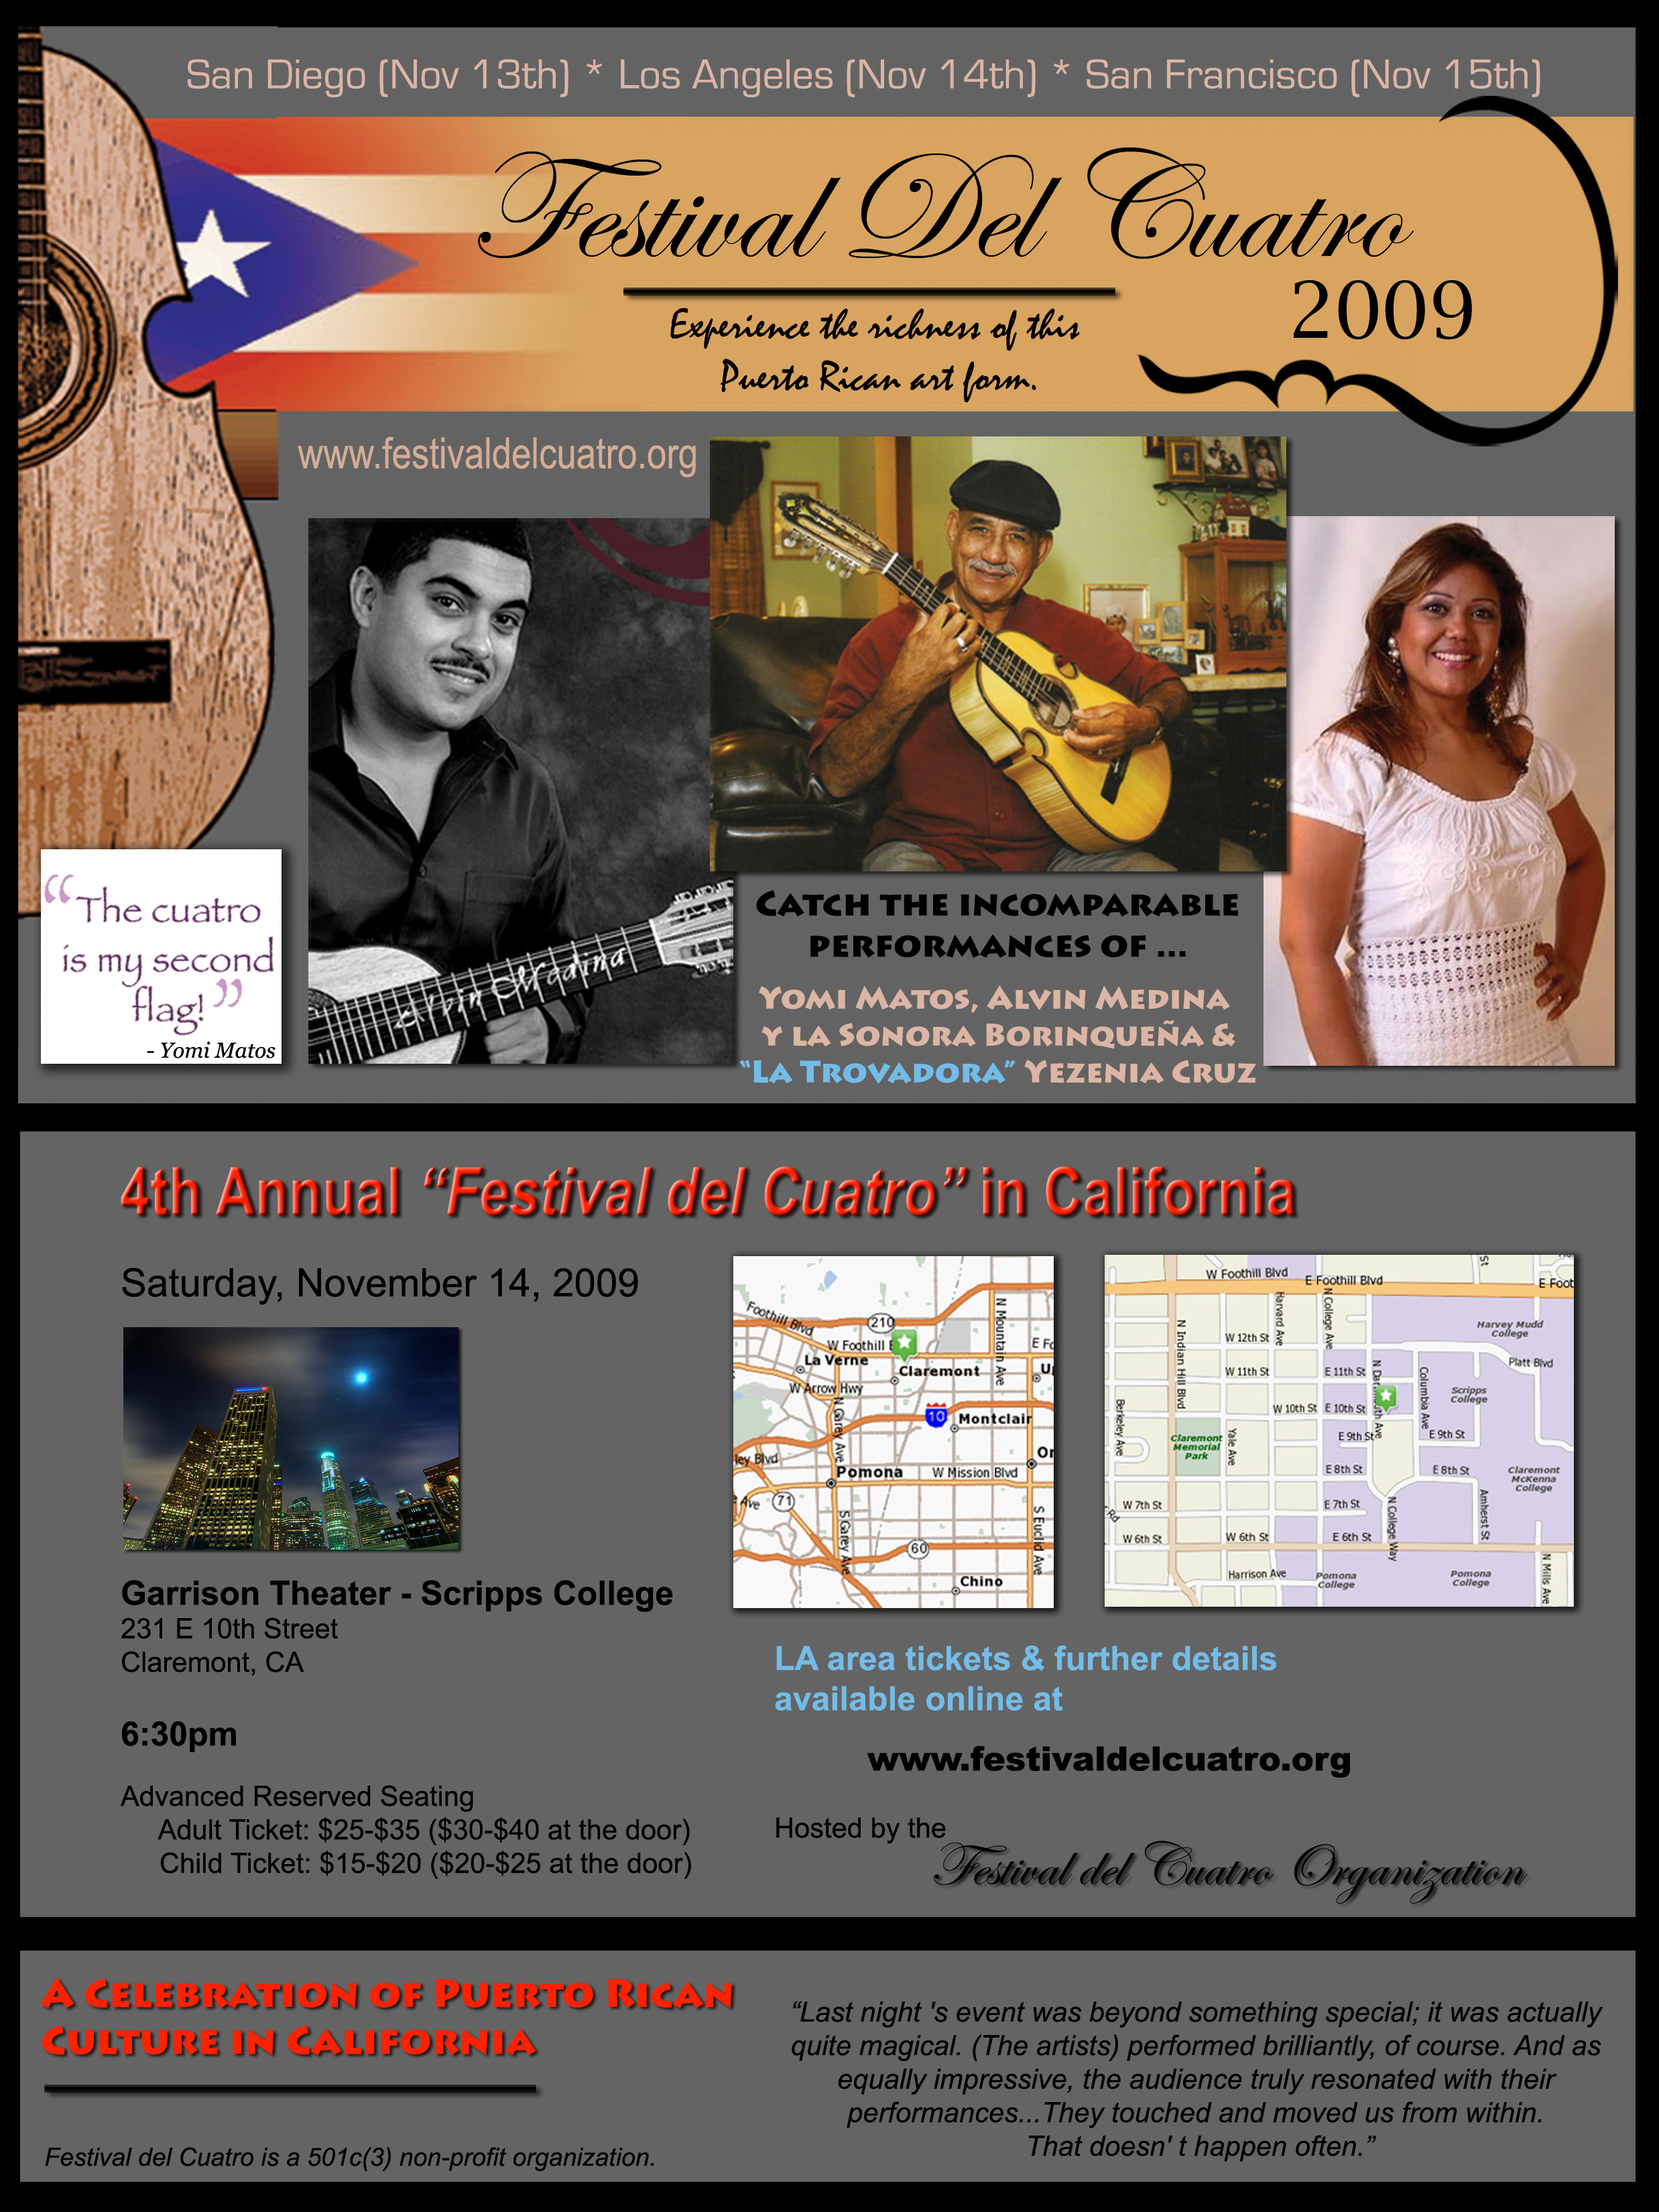 San Diego (Nov 13th) * Los Angeles (Nov 14th) * San Francisco (Nov 15th)
Festival Del Cuatro
2009
Experience the richness of this
Puerto Rican art form.
www.festivaldelcuatro.org
Alvin Medina
“The cuatro
is my second
flag!”
- Yomi Matos
Catch the incomparable
performances of ...
Yomi Matos, Alvin Medina
y la Sonora Borinqueña &
“La Trovadora” Yezenia Cruz
4th Annual “Festival del Cuatro” in California
Saturday, November 14, 2009
Garrison Theater - Scripps College
231 E 10th Street
Claremont, CA
6:30pm
Advanced Reserved Seating
Adult Ticket: $25-$35 ($30-$40 at the door)
Child Ticket: $15-$20 ($20-$25 at the door)
Foothill Blvd
210
N Mountain Ave
W Foothill B
E Fo
La Verne
Claremont
U
W Arrow Hwy
N Garey Ave
10
Montclair
ley Blvd
On
Pomona
W Mission Blvd
Ave
71
S Garey Ave
S Euclid Ave
60
Chino
St
W Foothill Blvd
E Foothill Blvd
E Foot
N Indian Hill Blvd
Harvard Ave
N College Ave
Harvey Mudd
College
W 12th St
W 11th St
E 11th St
Platt Blvd
Columbia Ave
Scripps
College
Berkeley Ave
W 10th St
E 10th St
Yale Ave
E 9th St
E 9th St
Claremont
Memorial
Park
E 8th St
E 8th St
Claremont
McKenna
College
W 7th St
E 7th St
Amherst St
Rd
W 6th St
W 6th St
E 6th St
N College Way
Harrison Ave
Pomona
College
Pomona
College
N Mills Ave
LA area tickets & further details
available online at
www.festivaldelcuatro.org
Hosted by the
Festival del Cuatro Organization
A Celebration of Puerto Rican
Culture in California
Festival del Cuatro is a 501c(3) non-profit organization.
“Last night 's event was beyond something special; it was actually
quite magical. (The artists) performed brilliantly, of course. And as
equally impressive, the audience truly resonated with their
performances...They touched and moved us from within.
That doesn' t happen often.”